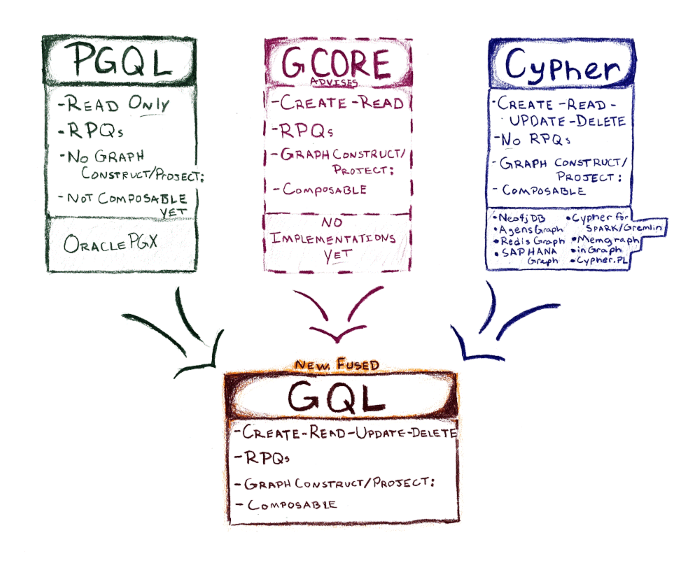 PGQL
- READ ONLY
- RPQs
- NO GRAPH
CONSTRUCT/PROJECT;
- NOT COMPOSABLE
YET
ORACLE PGX
GCORE
ADVISES
- CREATE - READ
- RPQs
- GRAPH CONSTRUCT/
PROJECT;
- COMPOSABLE
NO
IMPLEMENTATIONS
YET
Cypher
- CREATE - READ -
UPDATE - DELETE
- NO RPQs
- GRAPH CONSTRUCT/
PROJECT;
- COMPOSABLE
• Neo4j DB
• AgensGraph
• RedisGraph
• SAP HANA
Graph
• Cypher for
SPARK/Gremlin
• Memgraph
• inGraph
• Cypher.PL
NEW, FUSED
GQL
- CREATE - READ - UPDATE - DELETE
- RPQs
- GRAPH CONSTRUCT/PROJECT;
- COMPOSABLE